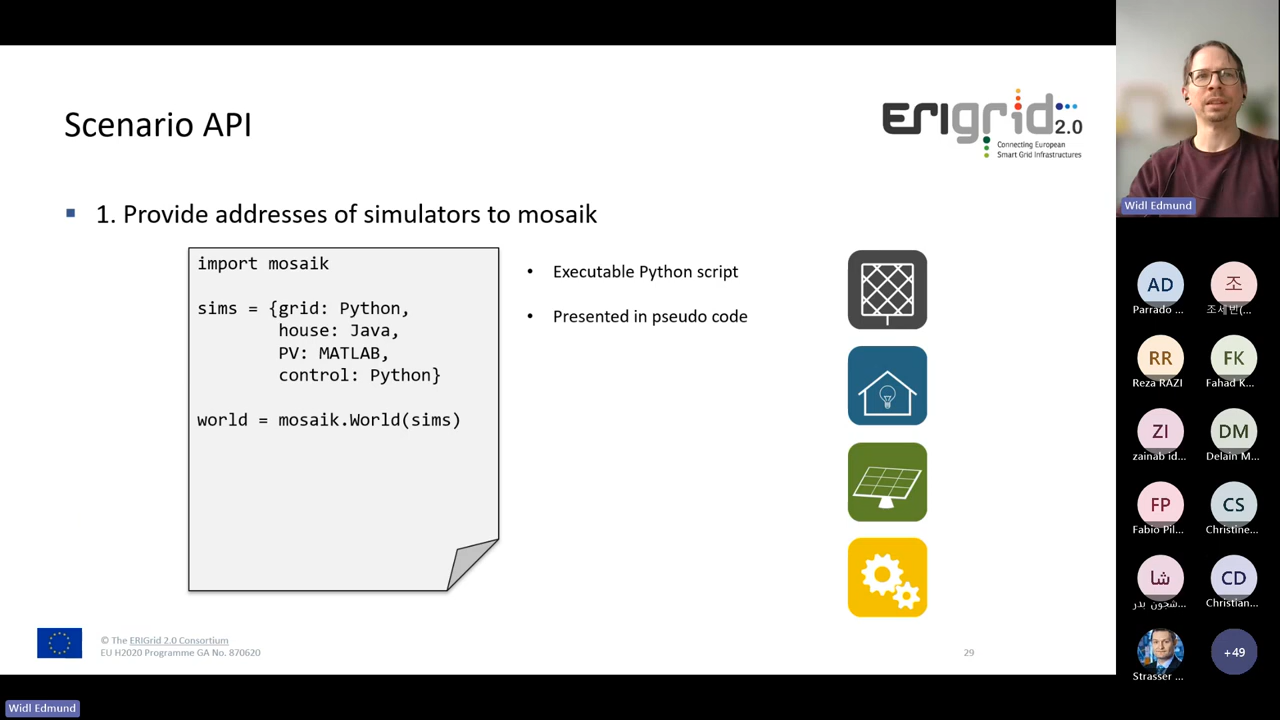 Scenario API
ERIgrid 2.0
Connecting European
Smart Grid Infrastructures
1. Provide addresses of simulators to mosaik
import mosaik
sims = {grid: Python,
house: Java,
PV: MATLAB,
control: Python}
world = mosaik.World(sims)
• Executable Python script
• Presented in pseudo code
© The ERIGrid 2.0 Consortium
EU H2020 Programme GA No. 870620
29
Widl Edmund
Widl Edmund
AD
조
Parrado ...
조세빈(...
RR
FK
Reza RAZI
Fahad K...
ZI
DM
zainab id...
Delain M...
FP
CS
Fabio Pil...
Christine...
شا
CD
شجون بدر...
Christian...
Strasser ...
+49